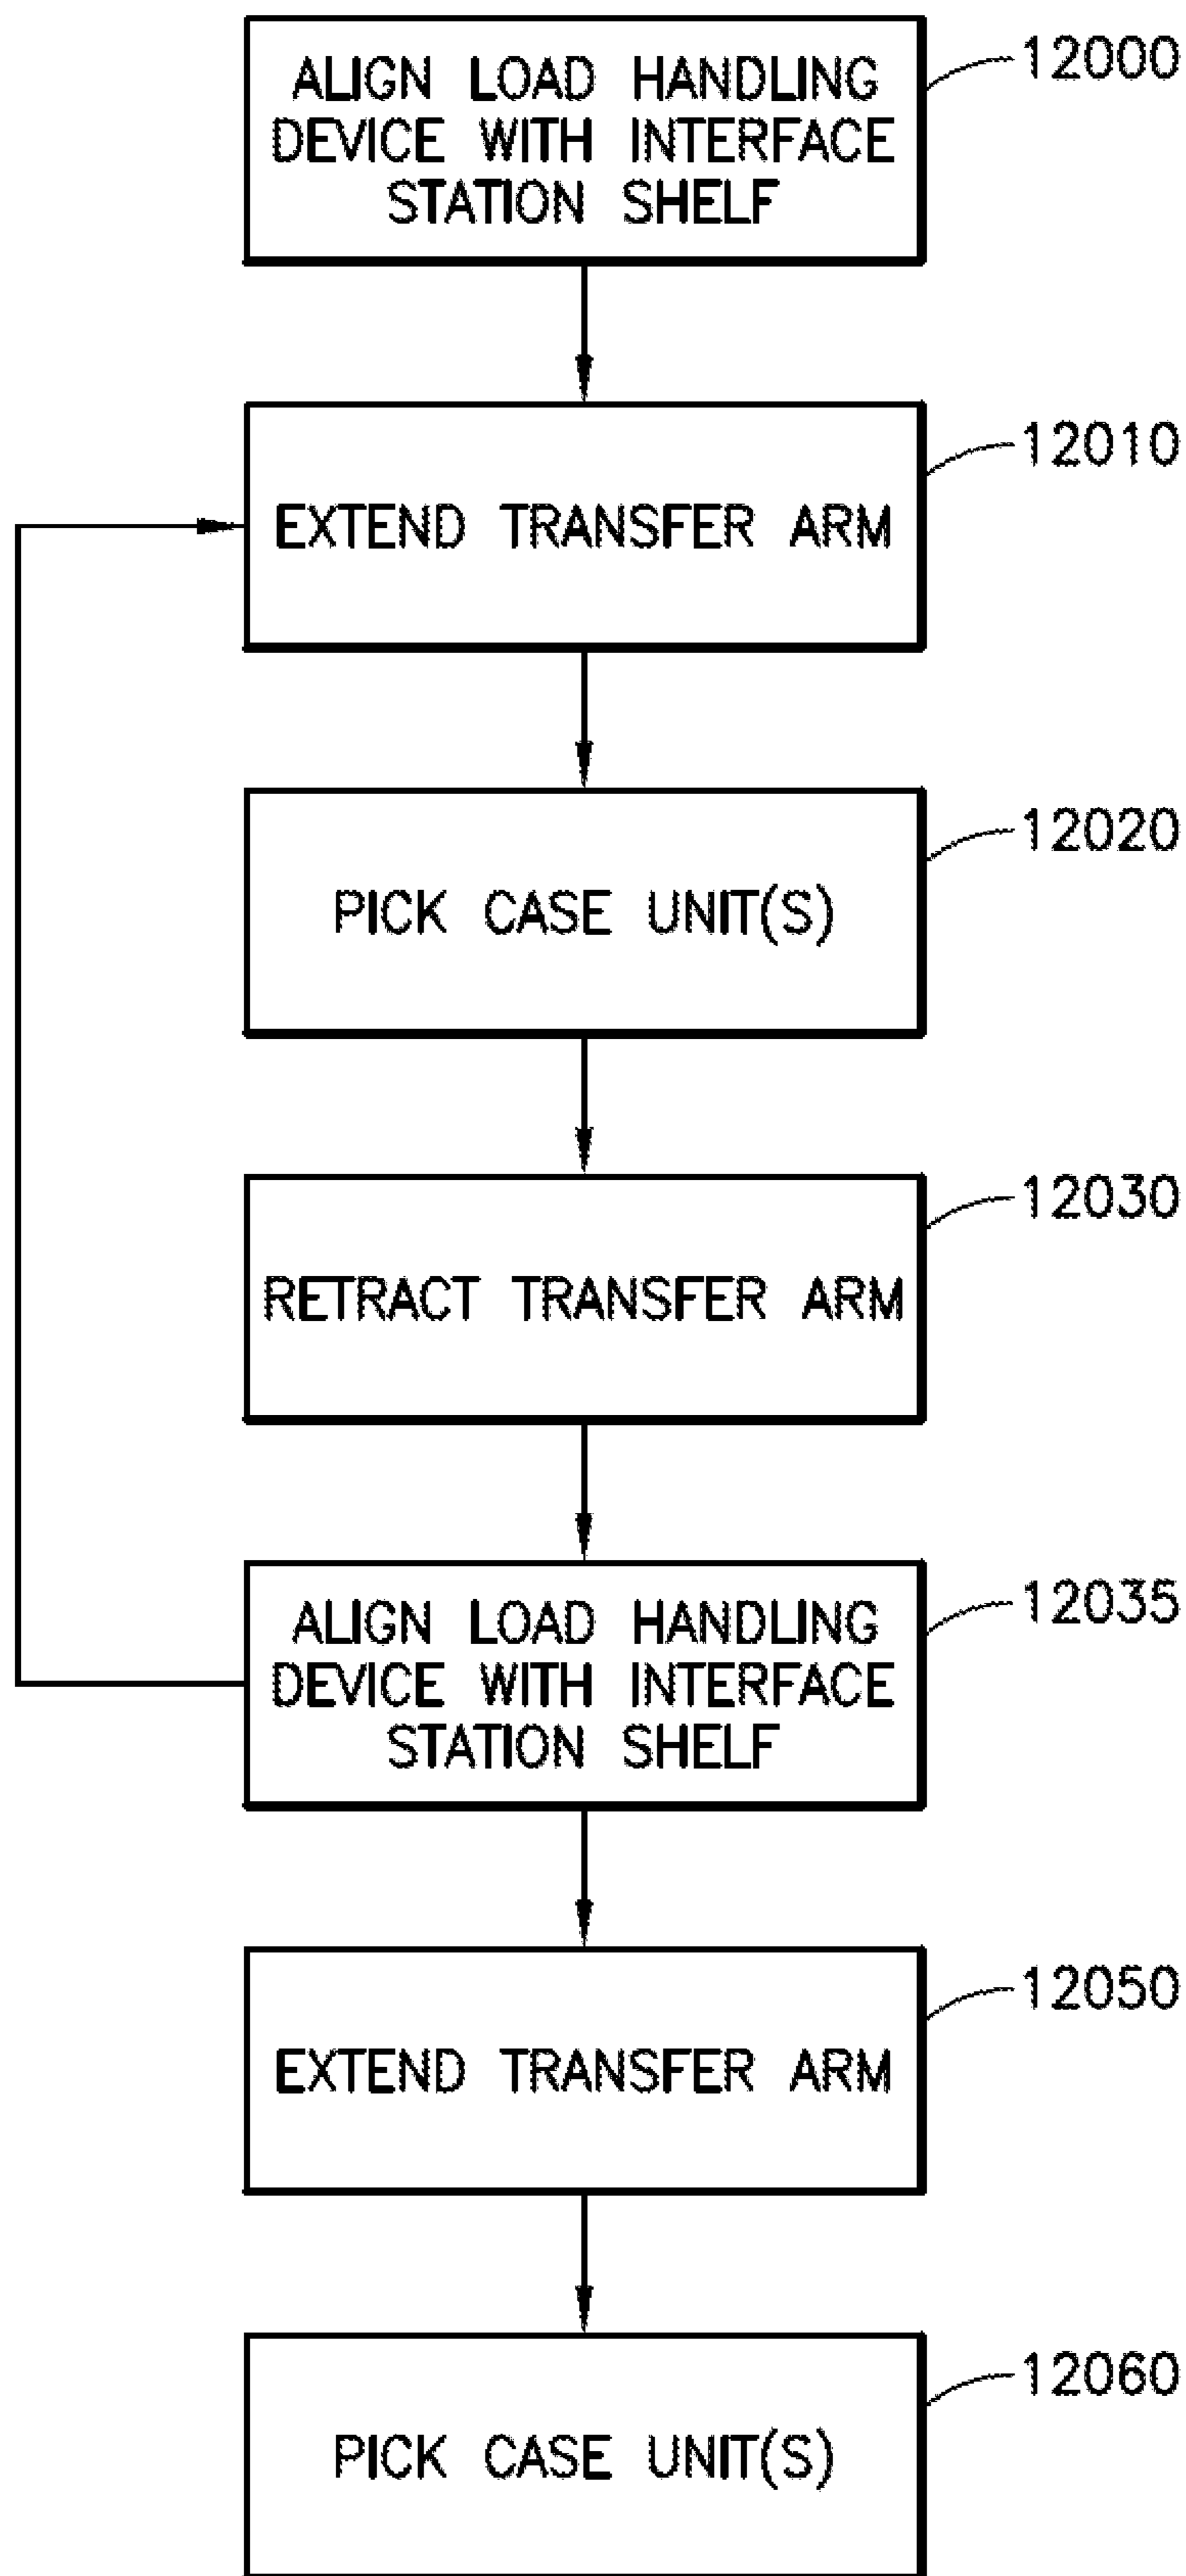 ALIGN LOAD HANDLING
DEVICE WITH INTERFACE
STATION SHELF
12000
EXTEND TRANSFER ARM
12010
PICK CASE UNIT(S)
12020
RETRACT TRANSFER ARM
12030
ALIGN LOAD HANDLING
DEVICE WITH INTERFACE
STATION SHELF
12035
EXTEND TRANSFER ARM
12050
PICK CASE UNIT(S)
12060